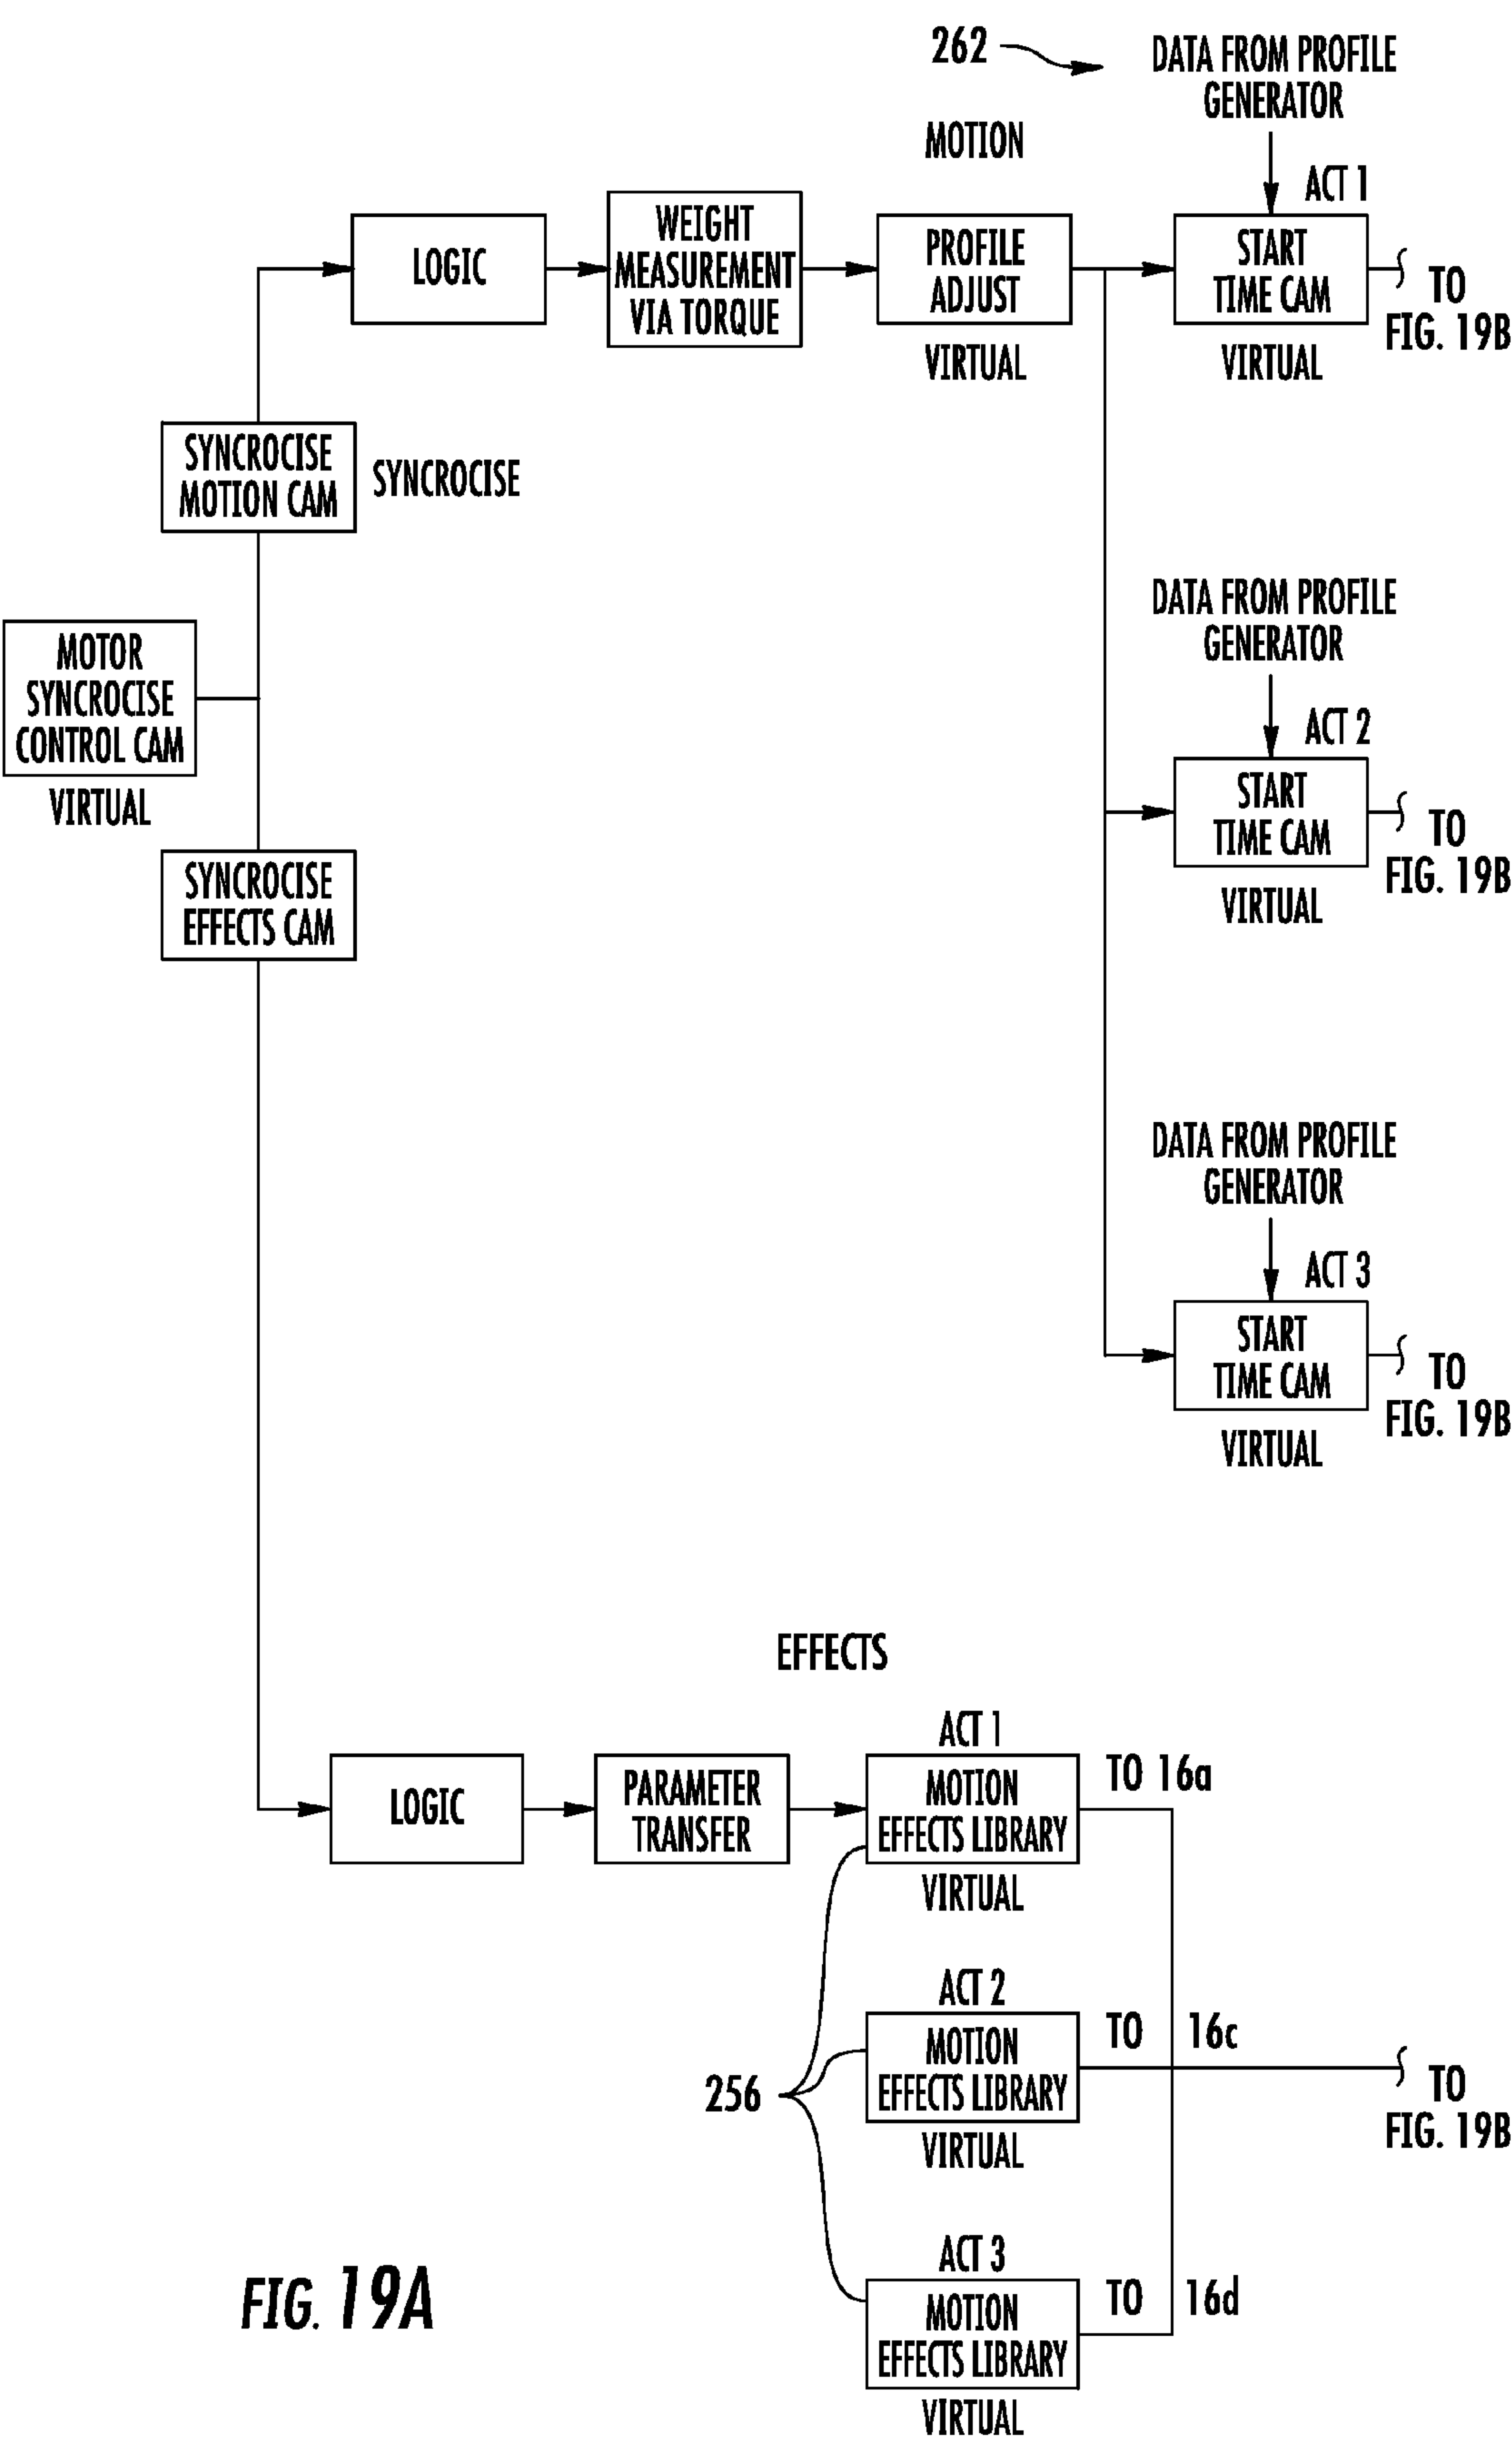 262
DATA FROM PROFILE
GENERATOR
MOTION
ACT 1
LOGIC
WEIGHT
MEASUREMENT
VIA TORQUE
PROFILE
ADJUST
VIRTUAL
START
TIME CAM
VIRTUAL
TO
FIG. 19B
SYNCROCISE
MOTION CAM
SYNCROCISE
MOTOR
SYNCROCISE
CONTROL CAM
VIRTUAL
SYNCROCISE
EFFECTS CAM
DATA FROM PROFILE
GENERATOR
ACT 2
START
TIME CAM
VIRTUAL
TO
FIG. 19B
DATA FROM PROFILE
GENERATOR
ACT 3
START
TIME CAM
VIRTUAL
TO
FIG. 19B
EFFECTS
LOGIC
PARAMETER
TRANSFER
ACT 1
MOTION
EFFECTS LIBRARY
VIRTUAL
TO 16a
ACT 2
MOTION
EFFECTS LIBRARY
VIRTUAL
TO 16c
256
TO
FIG. 19B
ACT 3
MOTION
EFFECTS LIBRARY
VIRTUAL
TO 16d
FIG. 19A